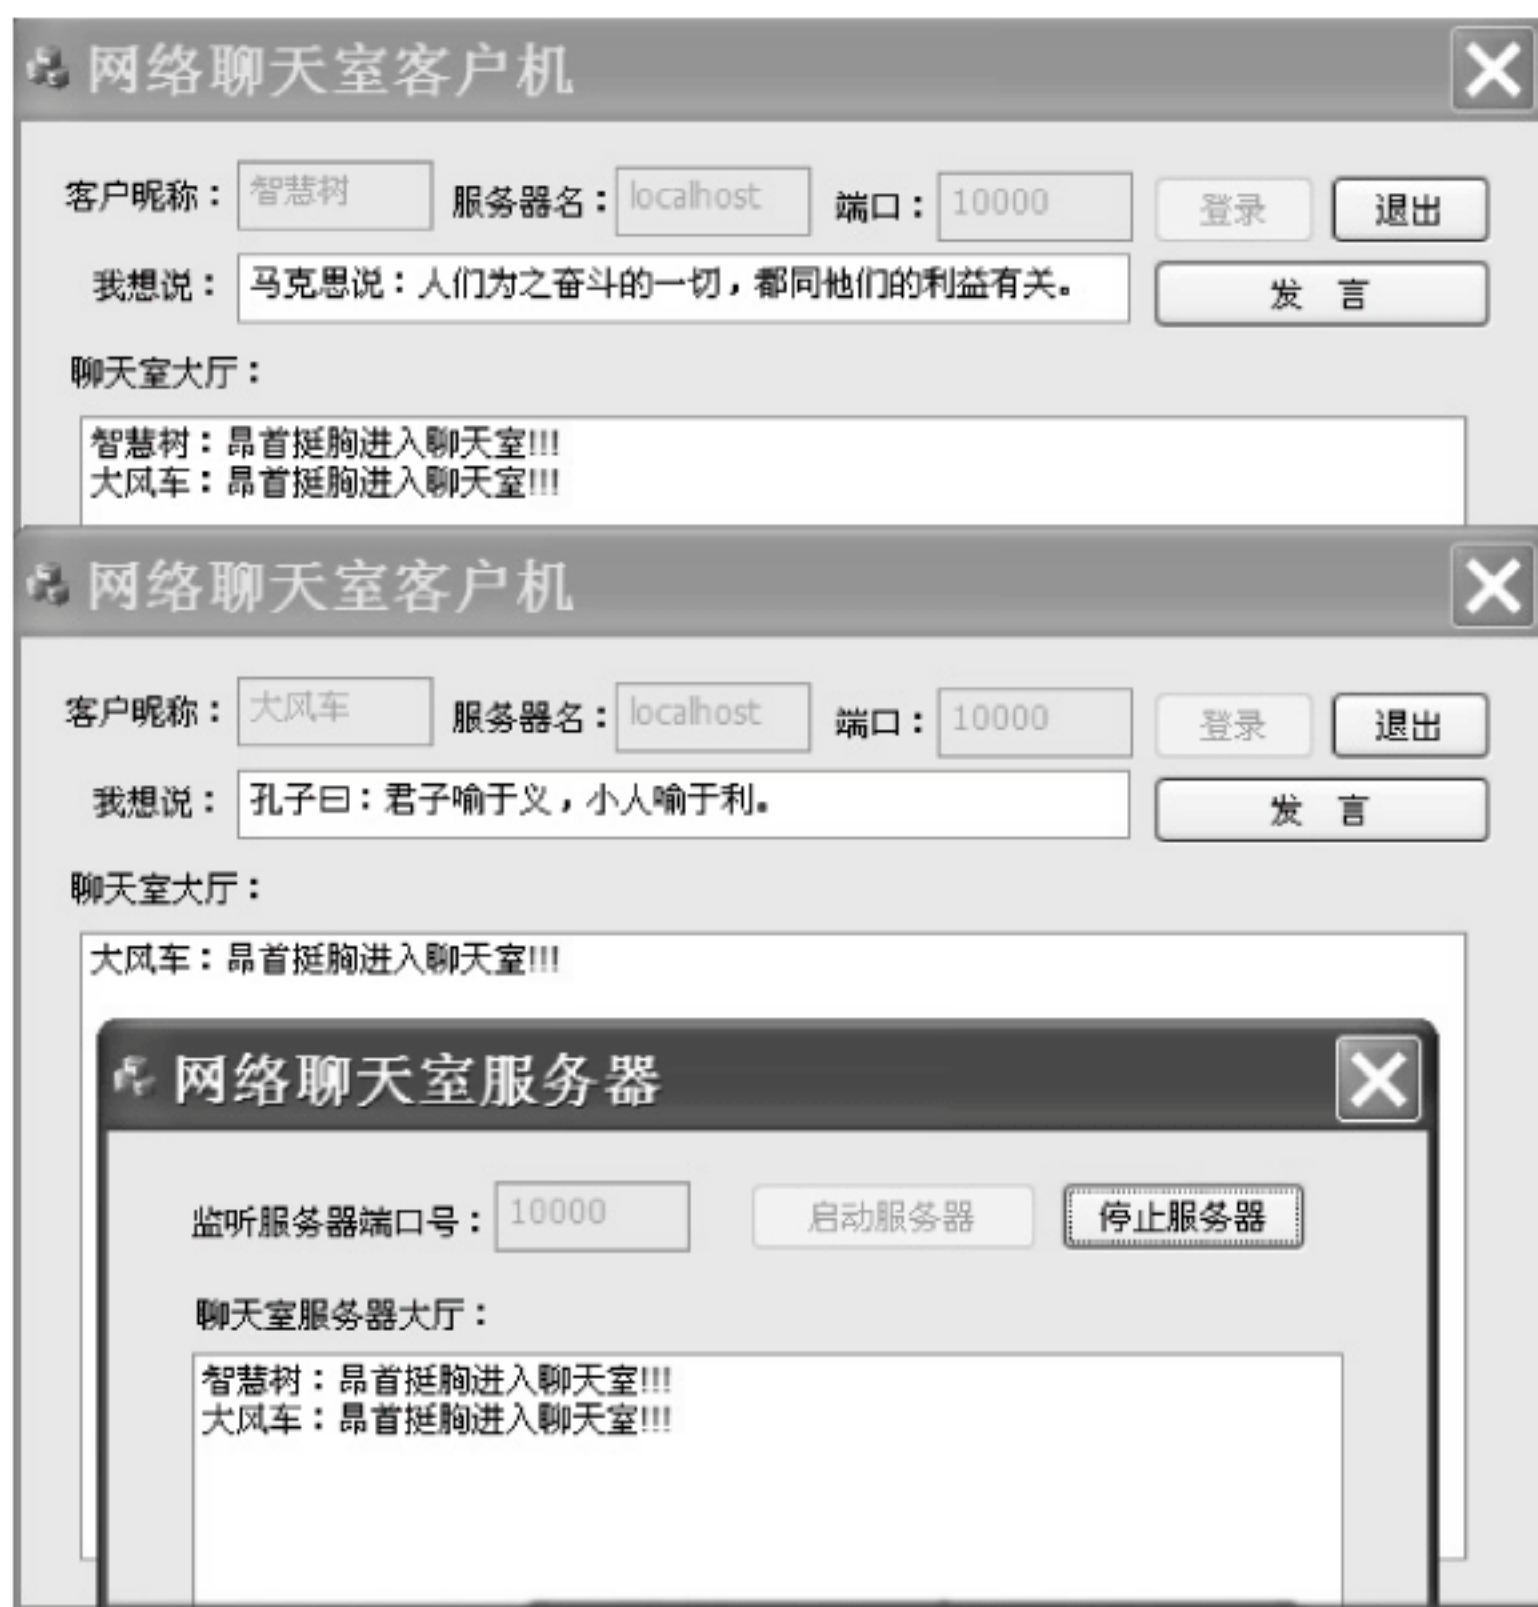 网络聊天室客户机
客户昵称： 智慧树 服务器名： localhost 端口： 10000 登录 退出
我想说： 马克思说：人们为之奋斗的一切，都同他们的利益有关。 发 言
聊天室大厅：
智慧树：昂首挺胸进入聊天室!!!
大风车：昂首挺胸进入聊天室!!!
网络聊天室客户机
客户昵称： 大风车 服务器名： localhost 端口： 10000 登录 退出
我想说： 孔子曰：君子喻于义，小人喻于利。 发 言
聊天室大厅：
大风车：昂首挺胸进入聊天室!!!
网络聊天室服务器
监听服务器端口号： 10000 启动服务器 停止服务器
聊天室服务器大厅：
智慧树：昂首挺胸进入聊天室!!!
大风车：昂首挺胸进入聊天室!!!